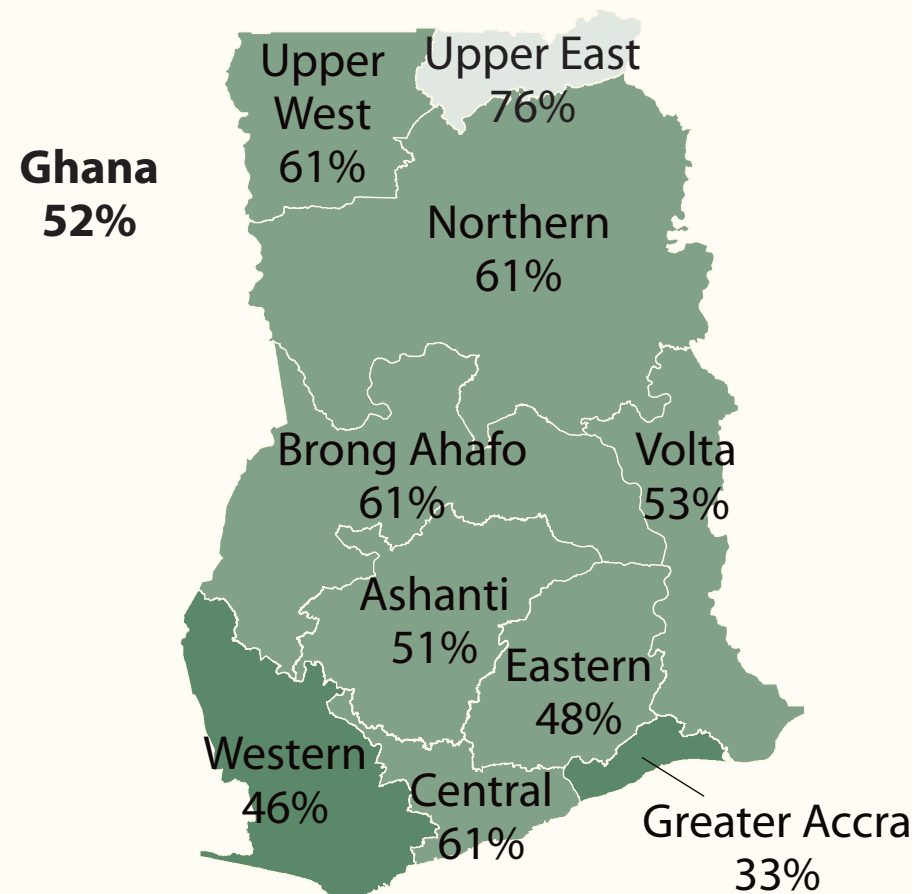 Upper East
76%
Upper
West
61%
Ghana
52%
Northern
61%
Brong Ahafo
61%
Volta
53%
Ashanti
51%
Eastern
48%
Western
46%
Central
61%
Greater Accra
33%